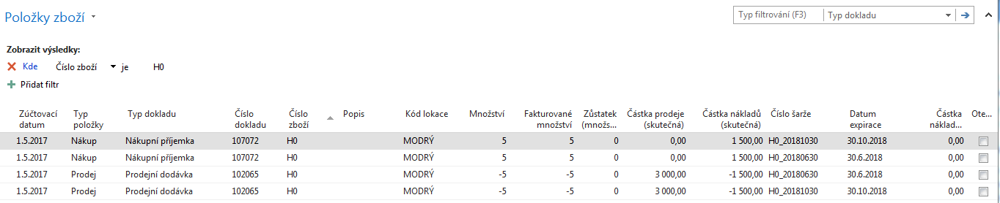 Položky zboží
Typ filtrování (F3) Typ dokladu
Zobrazit výsledky:
Kde Číslo zboží je H0
Přidat filtr
Zúčtovací datum Typ položky Typ dokladu Číslo dokladu Číslo zboží Popis Kód lokace Množství Fakturované množství Zůstatek (množs... Částka prodeje (skutečná) Částka nákladů (skutečná) Číslo šarže Datum expirace Částka náklad... Ote...
1.5.2017 Nákup Nákupní příjemka 107072 H0 MODRÝ 5 5 0 0,00 1 500,00 H0_20181030 30.10.2018 0,00
1.5.2017 Nákup Nákupní příjemka 107072 H0 MODRÝ 5 5 0 0,00 1 500,00 H0_20180630 30.6.2018 0,00
1.5.2017 Prodej Prodejní dodávka 102065 H0 MODRÝ -5 -5 0 3 000,00 -1 500,00 H0_20180630 30.6.2018 0,00
1.5.2017 Prodej Prodejní dodávka 102065 H0 MODRÝ -5 -5 0 3 000,00 -1 500,00 H0_20181030 30.10.2018 0,00